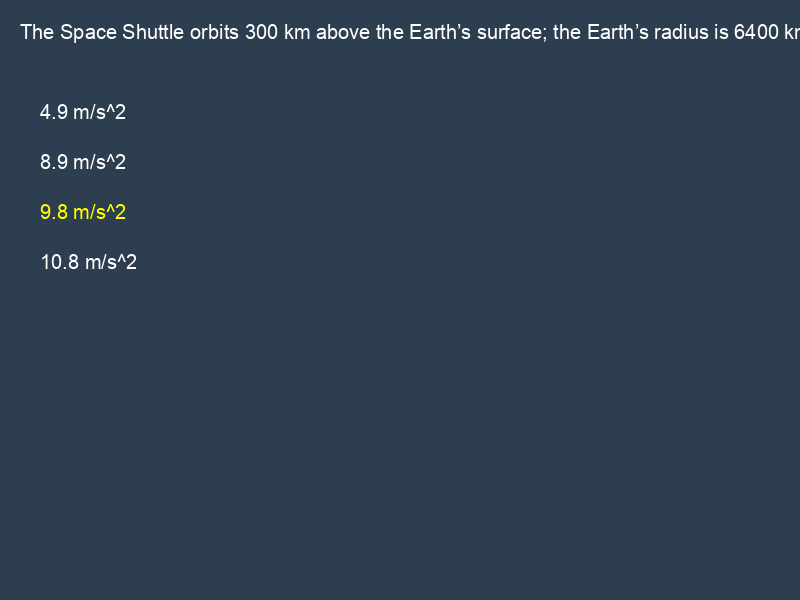 The Space Shuttle orbits 300 km above the Earth’s surface; the Earth’s radius is 6400
4.9 m/s^2
8.9 m/s^2
9.8 m/s^2
10.8 m/s^2